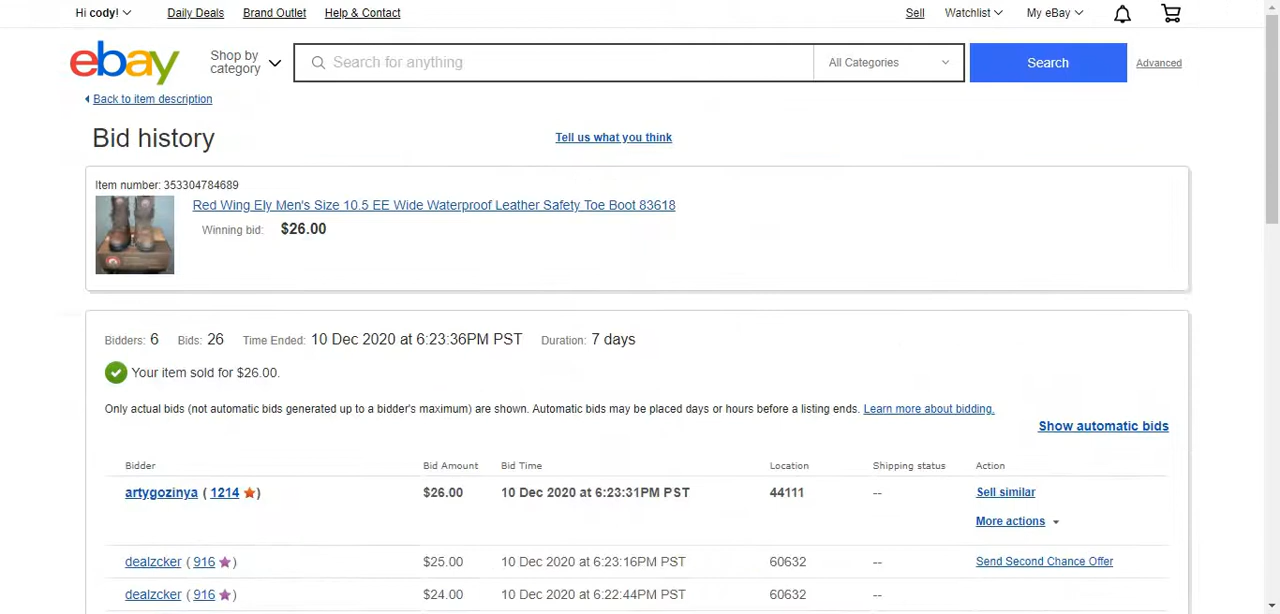 Hi cody! Daily Deals Brand Outlet Help & Contact Sell Watchlist My eBay
ebay Shop by category Search for anything All Categories Search Advanced
Back to item description
Bid history Tell us what you think
Item number: 353304784689
Red Wing Ely Men's Size 10.5 EE Wide Waterproof Leather Safety Toe Boot 83618
Winning bid: $26.00
Bidders: 6 Bids: 26 Time Ended: 10 Dec 2020 at 6:23:36PM PST Duration: 7 days
Your item sold for $26.00.
Only actual bids (not automatic bids generated up to a bidder's maximum) are shown. Automatic bids may be placed days or hours before a listing ends. Learn more about bidding.
Show automatic bids
Bidder Bid Amount Bid Time Location Shipping status Action
artygozinya ( 1214 ) $26.00 10 Dec 2020 at 6:23:31PM PST 44111 -- Sell similar
More actions
dealzcker ( 916 ) $25.00 10 Dec 2020 at 6:23:16PM PST 60632 -- Send Second Chance Offer
dealzcker ( 916 ) $24.00 10 Dec 2020 at 6:22:44PM PST 60632 --